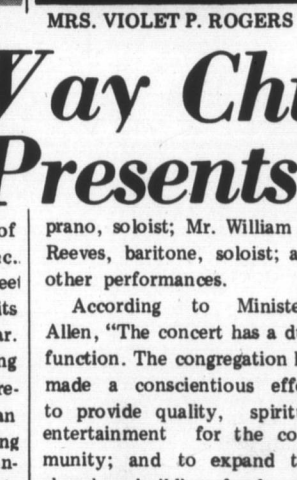 MRS. VIOLET P. ROGERS
Way Chu
Presents
of
c..
eet
its
ar.
ng
re-
an
ng
n-
prano, soloist; Mr. William
Reeves, baritone, soloist; a
other performances.
According to Ministe
Allen, "The concert has a du
function. The congregation h
made a conscientious effo
to provide quality, spirit
entertainment for the co
munity; and to expand t